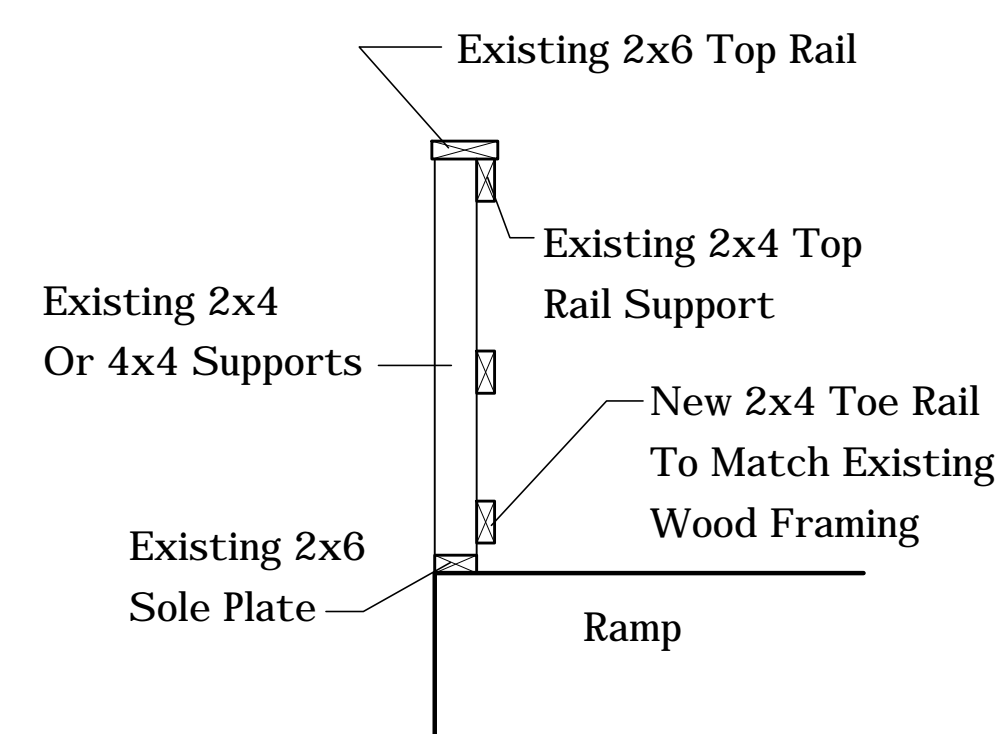 Existing 2x6 Top Rail
Existing 2x4 Top
Rail Support
Existing 2x4
Or 4x4 Supports
New 2x4 Toe Rail
To Match Existing
Wood Framing
Existing 2x6
Sole Plate
Ramp